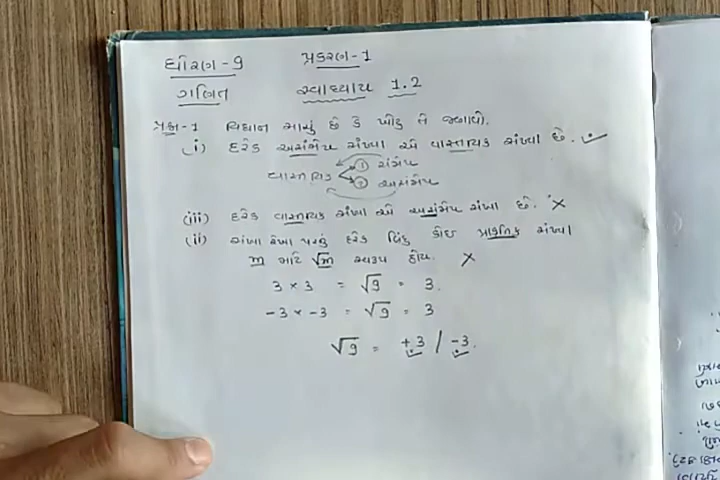 ધોરણ - 9 પ્રકરણ - 1
ગણિત સ્વાધ્યાય 1.2
પ્રશ્ન - 1 વિધાન સાચું છે કે ખોટું તે જણાવો.
(i) દરેક અસંમેય સંખ્યા એ વાસ્તવિક સંખ્યા છે. ✓
① સંમેય
વાસ્તવિક
② અસંમેય
(iii) દરેક વાસ્તવિક સંખ્યા એ અસંમેય સંખ્યા છે. ×
(ii) સંખ્યા રેખા પરનું દરેક બિંદુ કોઈ પ્રાકૃતિક સંખ્યા
m માટે √m સ્વરૂપ હોય. ×
3 × 3 = √9 = 3.
-3 × -3 = √9 = 3
√9 = +3 / -3.